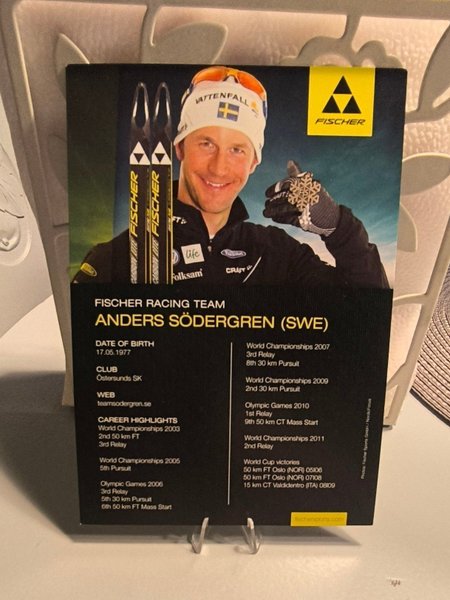 VATTENFALL
FISCHER
FISCHER
FISCHER
life
Folksam
CRAFT
FISCHER RACING TEAM
ANDERS SÖDERGREN (SWE)
DATE OF BIRTH
17.05.1977
CLUB
Östersunds SK
WEB
teamsodergren.se
CAREER HIGHLIGHTS
World Championships 2003
2nd 50 km FT
3rd Relay
World Championships 2005
5th Pursuit
Olympic Games 2006
3rd Relay
5th 30 km Pursuit
6th 50 km FT Mass Start
World Championships 2007
3rd Relay
8th 30 km Pursuit
World Championships 2009
2nd 30 km Pursuit
Olympic Games 2010
1st Relay
9th 50 km CT Mass Start
World Championships 2011
2nd Relay
World Cup victories
50 km FT Oslo (NOR) 05|06
50 km FT Oslo (NOR) 07|08
15 km CT Valdidentro (ITA) 08|09
fischersports.com